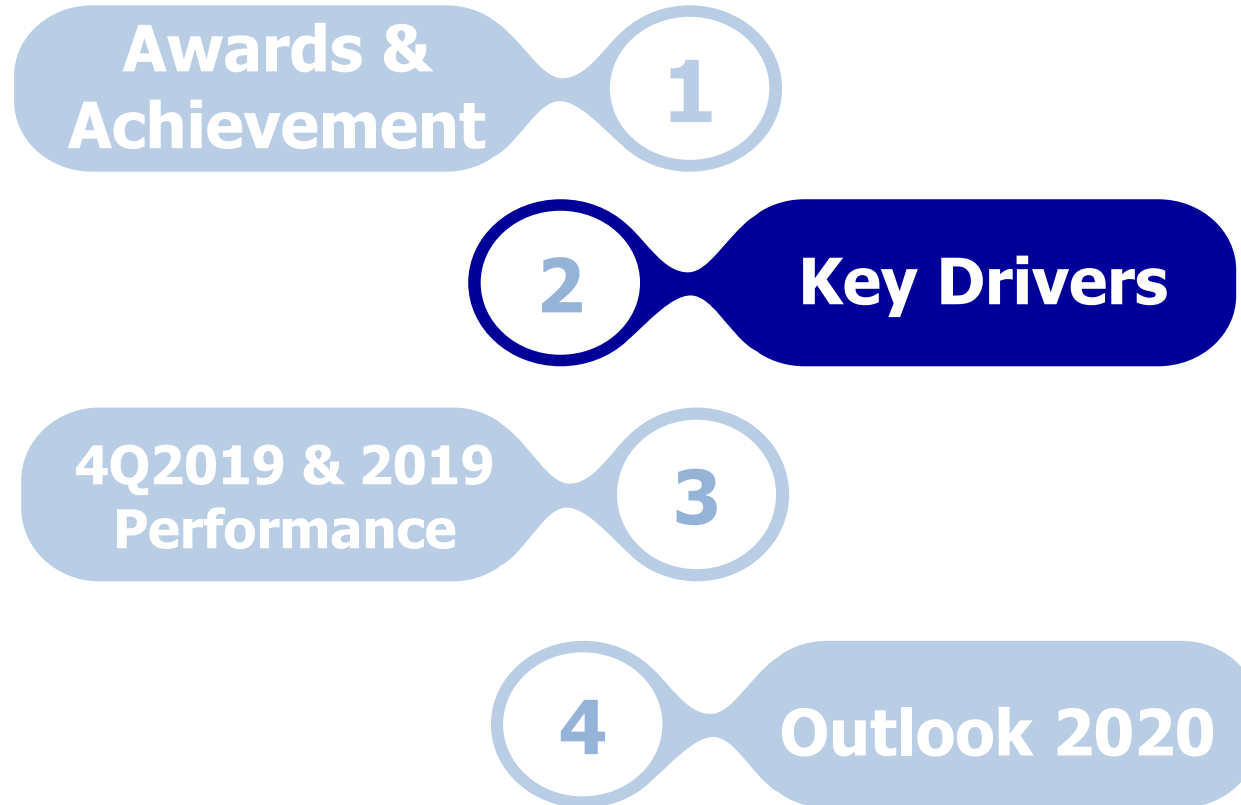 Awards &
Achievement
1
2
Key Drivers
4Q2019 & 2019
Performance
3
4
Outlook 2020